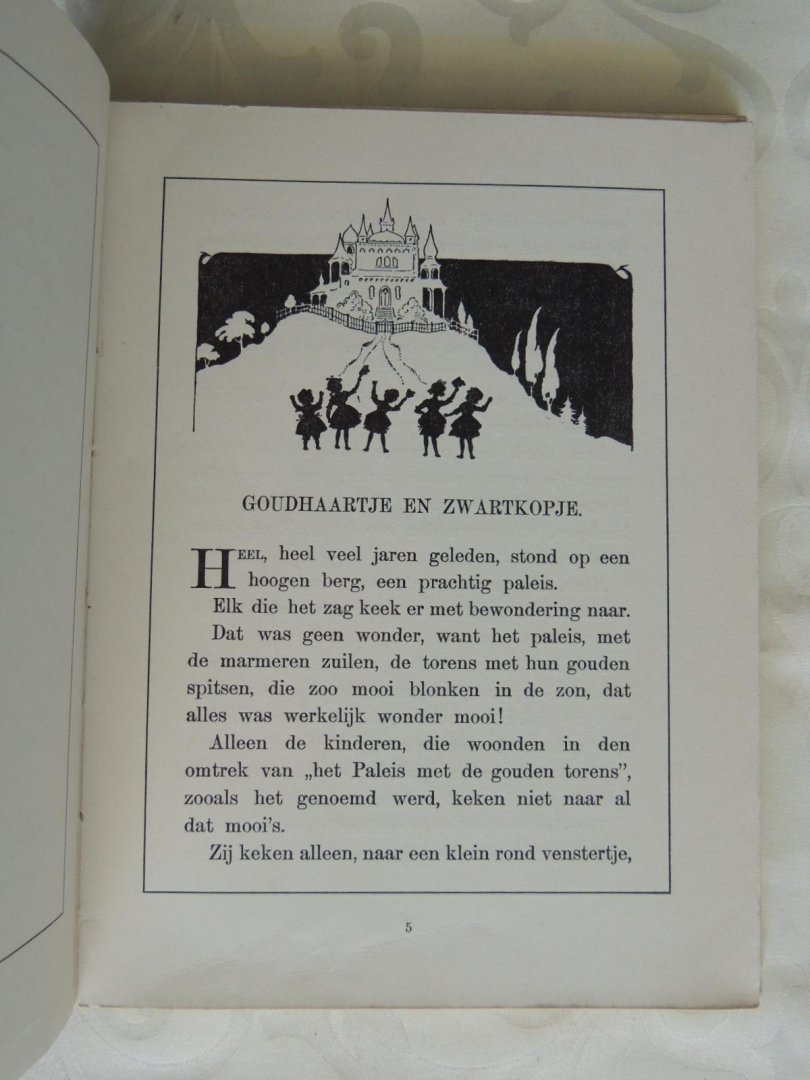 GOUDHAARTJE EN ZWARTKOPJE.
HEEL, heel veel jaren geleden, stond op een
hoogen berg, een prachtig paleis.
Elk die het zag keek er met bewondering naar.
Dat was geen wonder, want het paleis, met
de marmeren zuilen, de torens met hun gouden
spitsen, die zoo mooi blonken in de zon, dat
alles was werkelijk wonder mooi!
Alleen de kinderen, die woonden in den
omtrek van „het Paleis met de gouden torens”,
zooals het genoemd werd, keken niet naar al
dat mooi's.
Zij keken alleen, naar een klein rond venstertje,
5